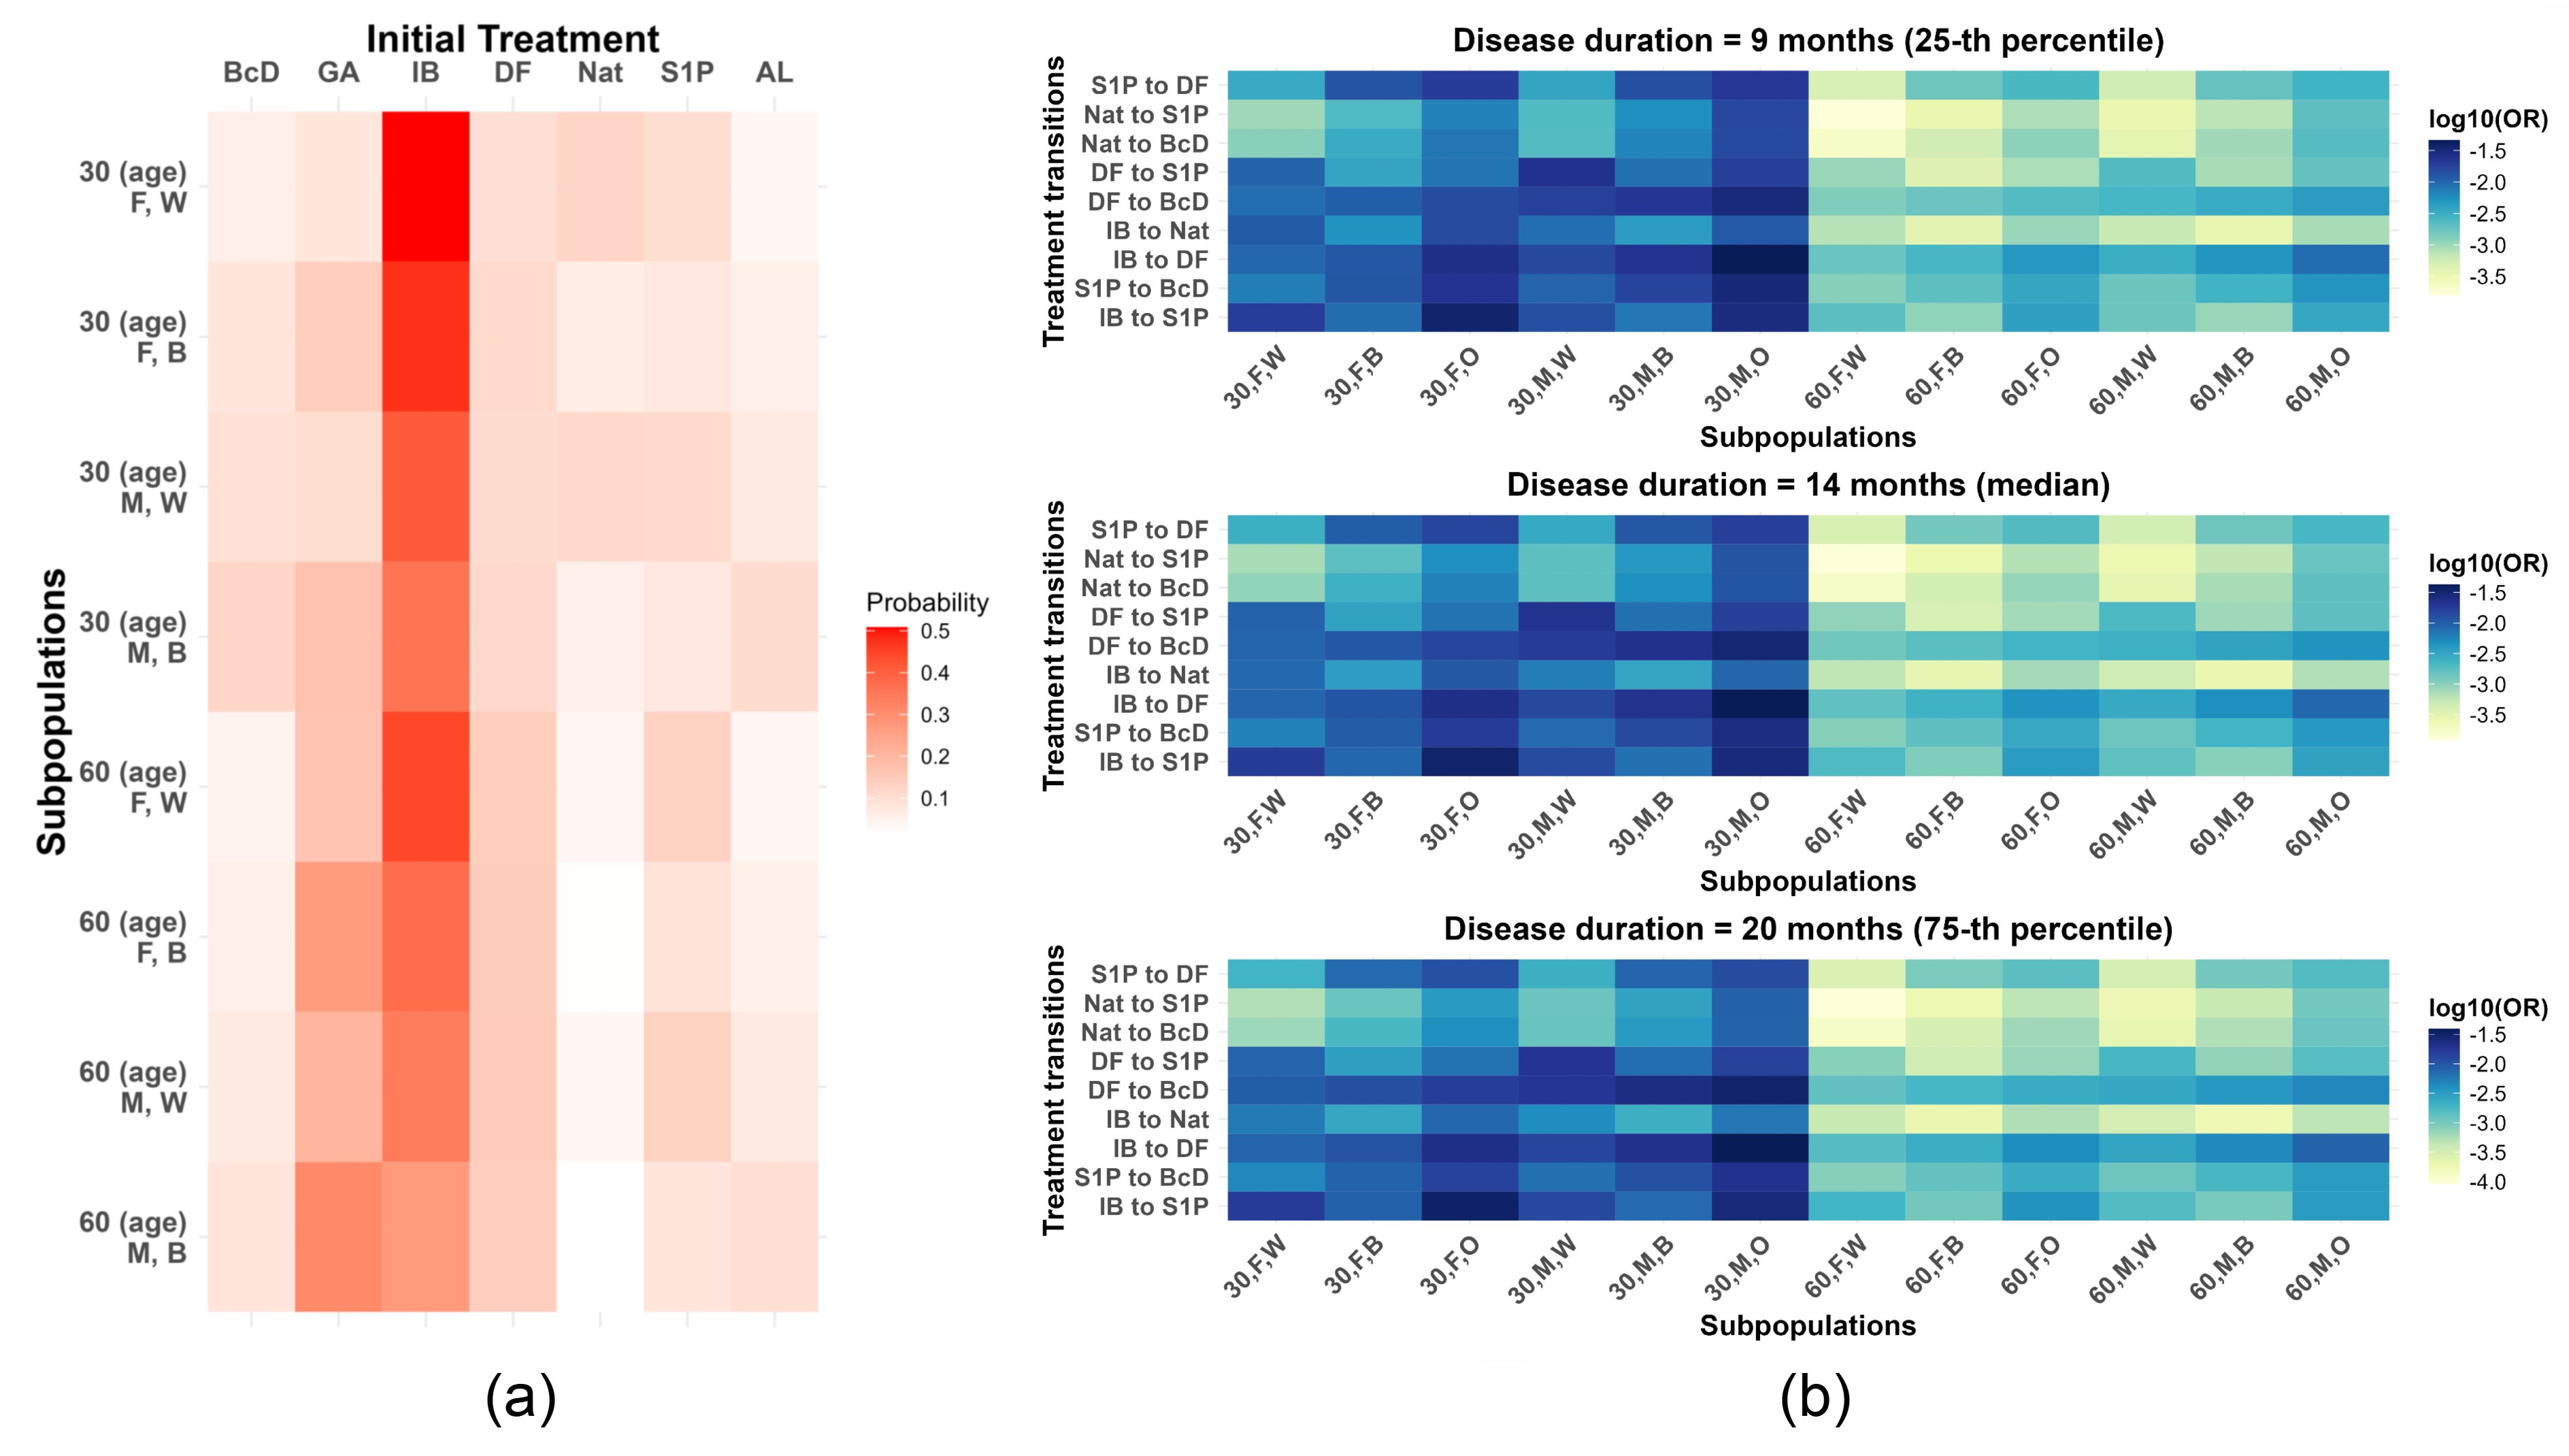 Initial Treatment
BcD GA IB DF Nat S1P AL
Subpopulations
30 (age)
F, W
30 (age)
F, B
30 (age)
M, W
30 (age)
M, B
60 (age)
F, W
60 (age)
F, B
60 (age)
M, W
60 (age)
M, B
Probability
0.5
0.4
0.3
0.2
0.1
(a)
Disease duration = 9 months (25-th percentile)
Treatment transitions
S1P to DF
Nat to S1P
Nat to BcD
DF to S1P
DF to BcD
IB to Nat
IB to DF
S1P to BcD
IB to S1P
30,F,W 30,F,B 30,F,O 30,M,W 30,M,B 30,M,O 60,F,W 60,F,B 60,F,O 60,M,W 60,M,B 60,M,O
Subpopulations
log10(OR)
-1.5
-2.0
-2.5
-3.0
-3.5
Disease duration = 14 months (median)
Treatment transitions
S1P to DF
Nat to S1P
Nat to BcD
DF to S1P
DF to BcD
IB to Nat
IB to DF
S1P to BcD
IB to S1P
30,F,W 30,F,B 30,F,O 30,M,W 30,M,B 30,M,O 60,F,W 60,F,B 60,F,O 60,M,W 60,M,B 60,M,O
Subpopulations
log10(OR)
-1.5
-2.0
-2.5
-3.0
-3.5
Disease duration = 20 months (75-th percentile)
Treatment transitions
S1P to DF
Nat to S1P
Nat to BcD
DF to S1P
DF to BcD
IB to Nat
IB to DF
S1P to BcD
IB to S1P
30,F,W 30,F,B 30,F,O 30,M,W 30,M,B 30,M,O 60,F,W 60,F,B 60,F,O 60,M,W 60,M,B 60,M,O
Subpopulations
log10(OR)
-1.5
-2.0
-2.5
-3.0
-3.5
-4.0
(b)